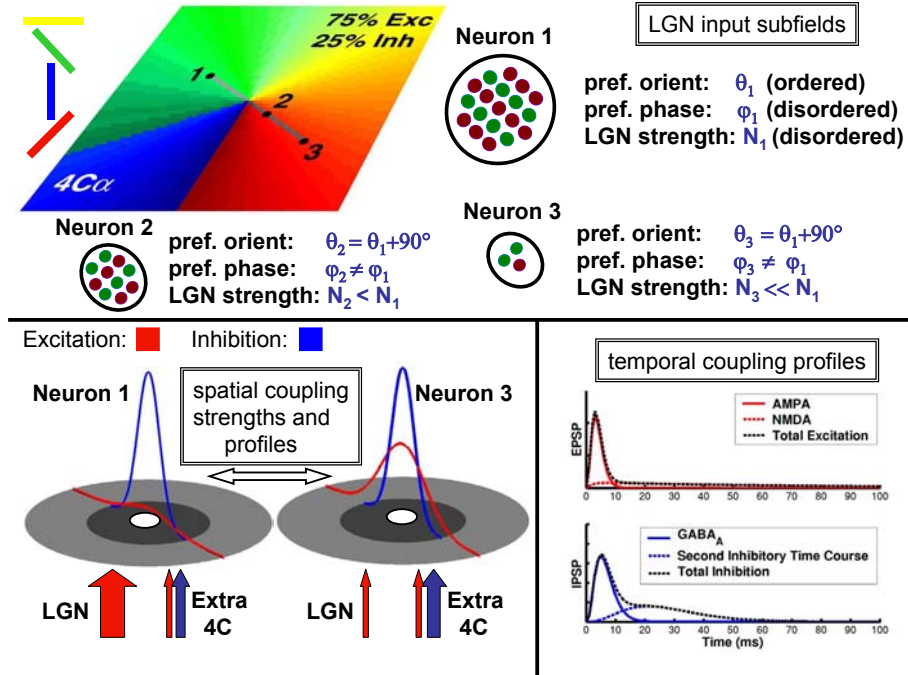 75% Exc
25% Inh
1
2
3
4Cα
Neuron 1
LGN input subfields
pref. orient: θ₁ (ordered)
pref. phase: φ₁ (disordered)
LGN strength: N₁ (disordered)
Neuron 2
pref. orient: θ₂ = θ₁+90°
pref. phase: φ₂ ≠ φ₁
LGN strength: N₂ < N₁
Neuron 3
pref. orient: θ₃ = θ₁+90°
pref. phase: φ₃ ≠ φ₁
LGN strength: N₃ << N₁
Excitation: Inhibition:
Neuron 1
spatial coupling
strengths and
profiles
Neuron 3
LGN
Extra
4C
LGN
Extra
4C
temporal coupling profiles
EPSP
AMPA
NMDA
Total Excitation
0 10 20 30 40 50 60 70 80 90 100
IPSP
GABA_A
Second Inhibitory Time Course
Total Inhibition
0 10 20 30 40 50 60 70 80 90 100
Time (ms)